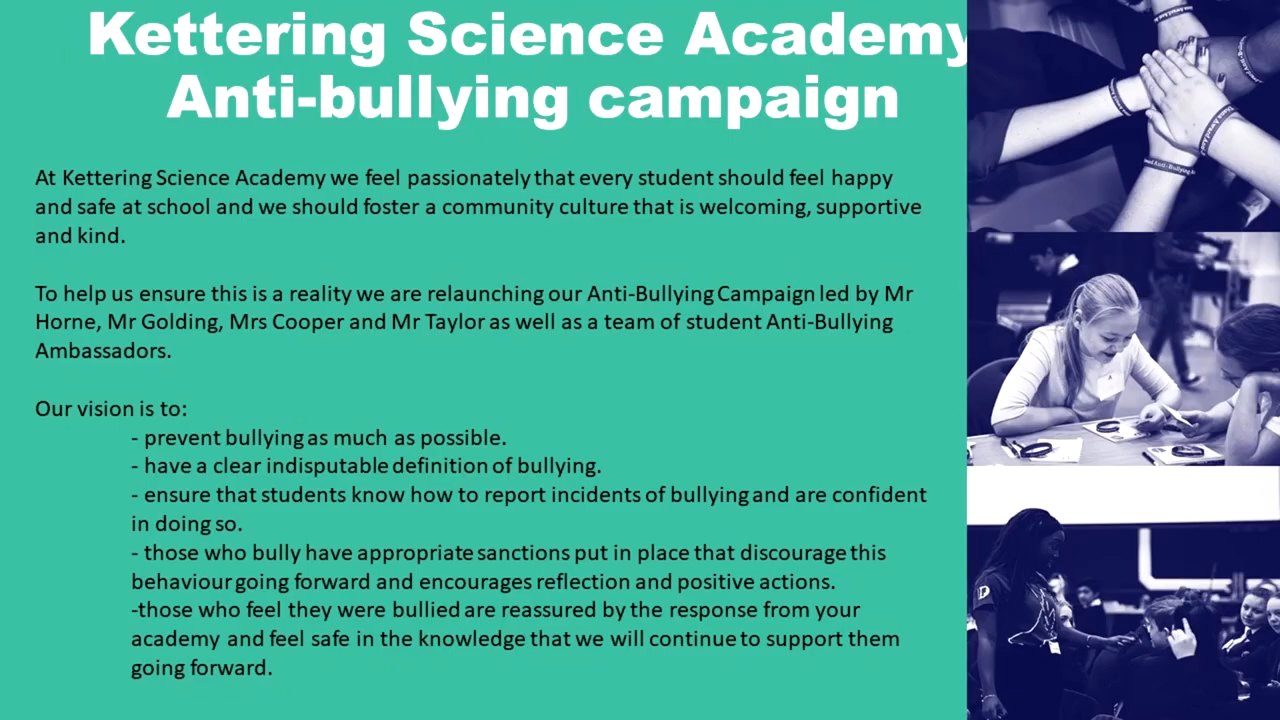 Kettering Science Academy
Anti-bullying campaign
At Kettering Science Academy we feel passionately that every student should feel happy
and safe at school and we should foster a community culture that is welcoming, supportive
and kind.
To help us ensure this is a reality we are relaunching our Anti-Bullying Campaign led by Mr
Horne, Mr Golding, Mrs Cooper and Mr Taylor as well as a team of student Anti-Bullying
Ambassadors.
Our vision is to:
- prevent bullying as much as possible.
- have a clear indisputable definition of bullying.
- ensure that students know how to report incidents of bullying and are confident
in doing so.
- those who bully have appropriate sanctions put in place that discourage this
behaviour going forward and encourages reflection and positive actions.
-those who feel they were bullied are reassured by the response from your
academy and feel safe in the knowledge that we will continue to support them
going forward.